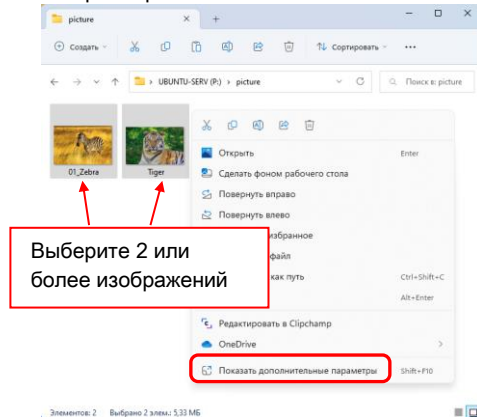 picture
Создать
Сортировать
UBUNTU-SERV (P:) > picture
Поиск в: picture
01_Zebra
Tiger
Открыть Enter
Сделать фоном рабочего стола
Повернуть вправо
Повернуть влево
избранное
файл
как путь Ctrl+Shift+C
Alt+Enter
Редактировать в Clipchamp
OneDrive
Показать дополнительные параметры Shift+F10
Выберите 2 или
более изображений
Элементов: 2 Выбрано 2 элем.: 5,33 МБ